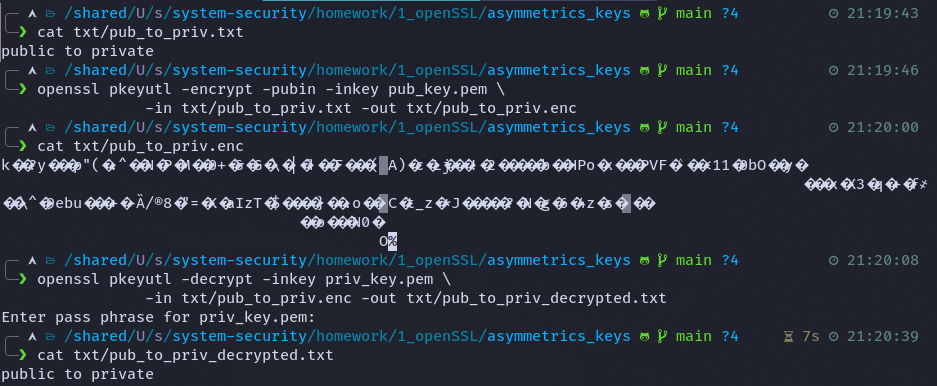 /shared/U/s/system-security/homework/1_openSSL/asymmetrics_keys main ?4 21:19:43
cat txt/pub_to_priv.txt
public to private
/shared/U/s/system-security/homework/1_openSSL/asymmetrics_keys main ?4 21:19:46
openssl pkeyutl -encrypt -pubin -inkey pub_key.pem \
-in txt/pub_to_priv.txt -out txt/pub_to_priv.enc
/shared/U/s/system-security/homework/1_openSSL/asymmetrics_keys main ?4 21:20:00
cat txt/pub_to_priv.enc
O%
/shared/U/s/system-security/homework/1_openSSL/asymmetrics_keys main ?4 21:20:08
openssl pkeyutl -decrypt -inkey priv_key.pem \
-in txt/pub_to_priv.enc -out txt/pub_to_priv_decrypted.txt
Enter pass phrase for priv_key.pem:
/shared/U/s/system-security/homework/1_openSSL/asymmetrics_keys main ?4 7s 21:20:39
cat txt/pub_to_priv_decrypted.txt
public to private